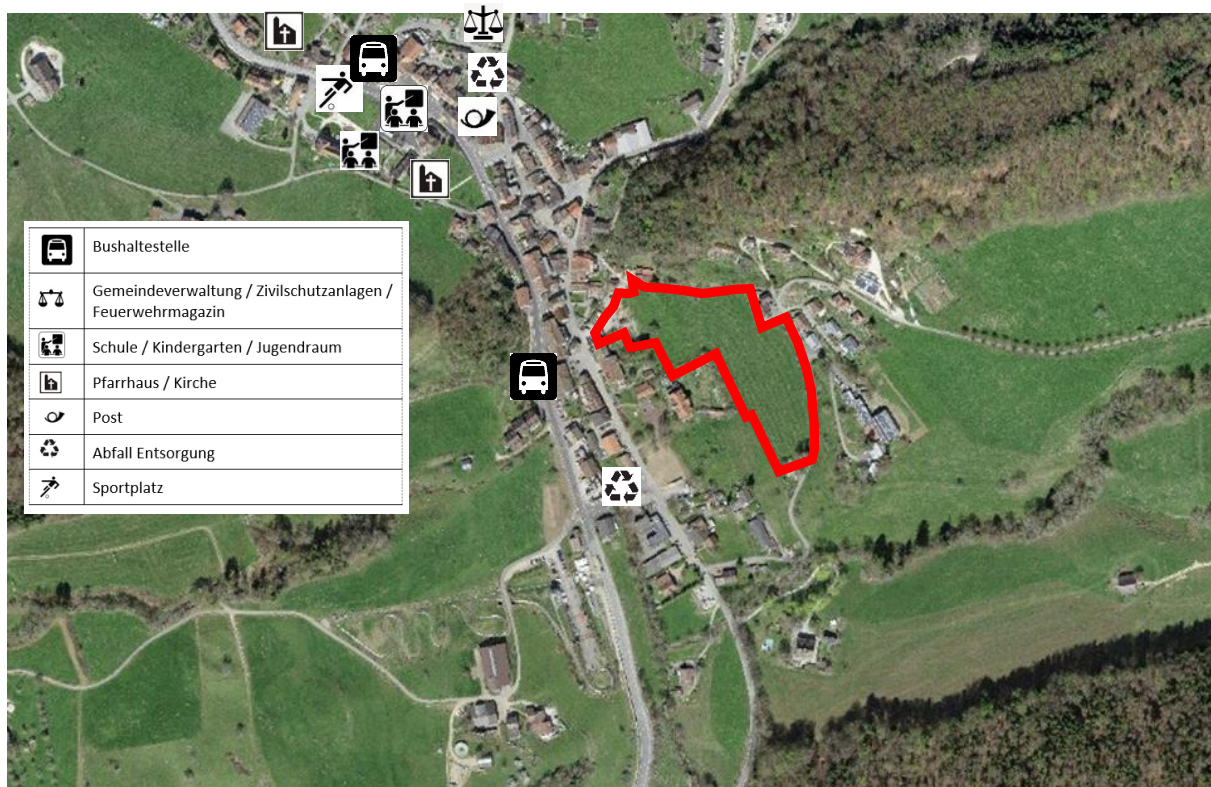 Bushaltestelle
Gemeindeverwaltung / Zivilschutzanlagen /
Feuerwehrmagazin
Schule / Kindergarten / Jugendraum
Pfarrhaus / Kirche
Post
Abfall Entsorgung
Sportplatz